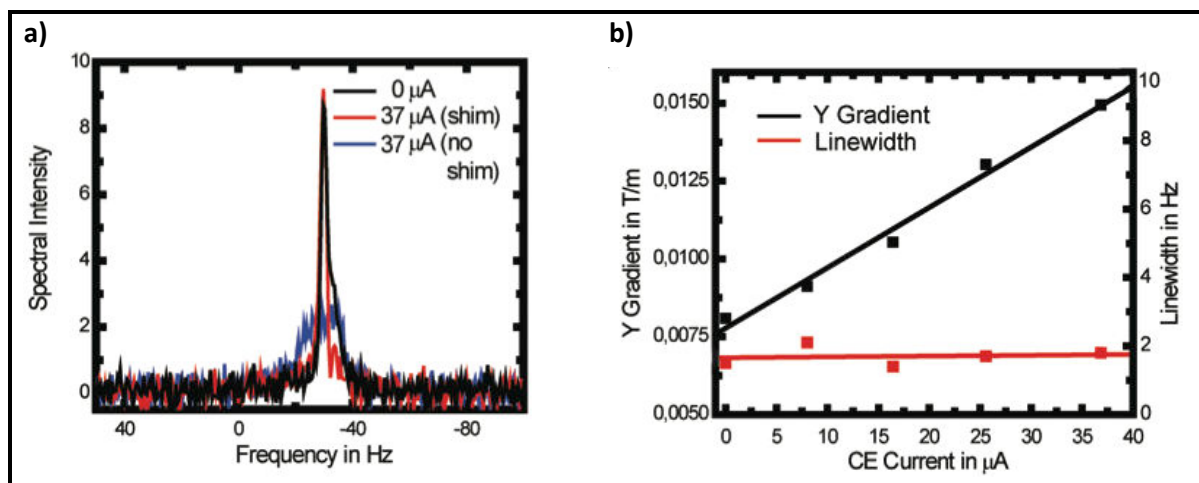 a)
10
8
6
4
2
0
Spectral Intensity
0 µA
37 µA (shim)
37 µA (no
shim)
40
0
-40
-80
Frequency in Hz
b)
0,0150
0,0125
0,0100
0,0075
0,0050
Y Gradient in T/m
Y Gradient
Linewidth
10
8
6
4
2
0
Linewidth in Hz
0
5
10
15
20
25
30
35
40
CE Current in µA